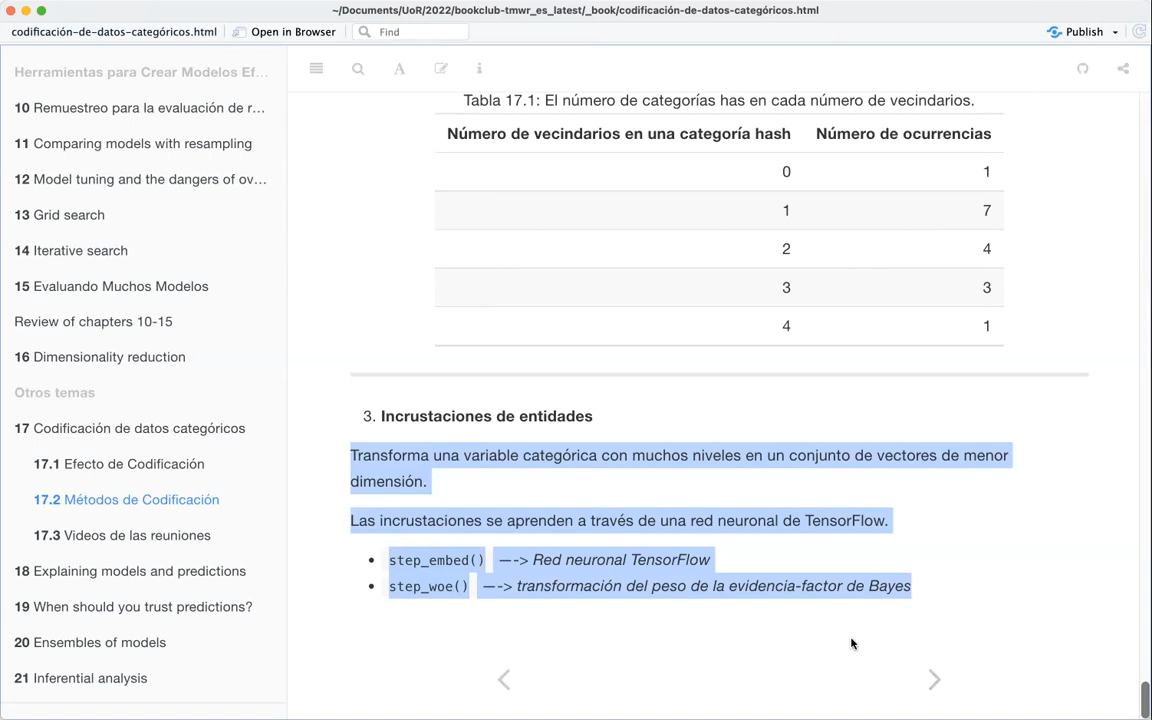 ~/Documents/UoR/2022/bookclub-tmwr_es_latest/_book/codificación-de-datos-categóricos.html
codificación-de-datos-categóricos.html
Open in Browser
Find
Publish
Herramientas para Crear Modelos Ef...
10 Remuestreo para la evaluación de r...
11 Comparing models with resampling
12 Model tuning and the dangers of ov...
13 Grid search
14 Iterative search
15 Evaluando Muchos Modelos
Review of chapters 10-15
16 Dimensionality reduction
Otros temas
17 Codificación de datos categóricos
17.1 Efecto de Codificación
17.2 Métodos de Codificación
17.3 Videos de las reuniones
18 Explaining models and predictions
19 When should you trust predictions?
20 Ensembles of models
21 Inferential analysis
A
i
Tabla 17.1: El número de categorías has en cada número de vecindarios.
Número de vecindarios en una categoría hash Número de ocurrencias
0 1
1 7
2 4
3 3
4 1
3. Incrustaciones de entidades
Transforma una variable categórica con muchos niveles en un conjunto de vectores de menor
dimensión.
Las incrustaciones se aprenden a través de una red neuronal de TensorFlow.
• step_embed() —-> Red neuronal TensorFlow
• step_woe() —-> transformación del peso de la evidencia-factor de Bayes